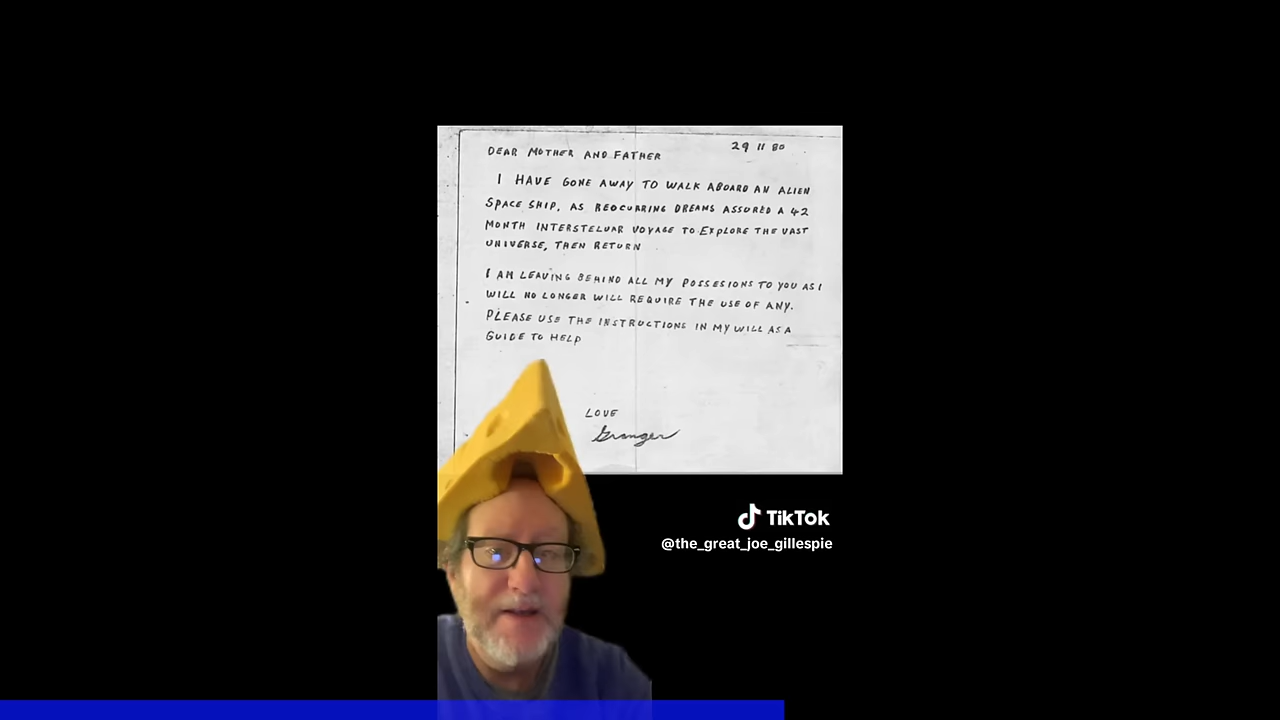 29 11 80
DEAR MOTHER AND FATHER
I HAVE GONE AWAY TO WALK ABOARD AN ALIEN
SPACE SHIP, AS REOCURRING DREAMS ASSURED A 42
MONTH INTERSTELUAR VOYAGE TO EXPLORE THE VAST
UNIVERSE, THEN RETURN
I AM LEAVING BEHIND ALL MY POSSESIONS TO YOU AS I
WILL NO LONGER WILL REQUIRE THE USE OF ANY.
PLEASE USE THE INSTRUCTIONS IN MY WILL AS A
GUIDE TO HELP
LOVE
Granger
TikTok
@the_great_joe_gillespie